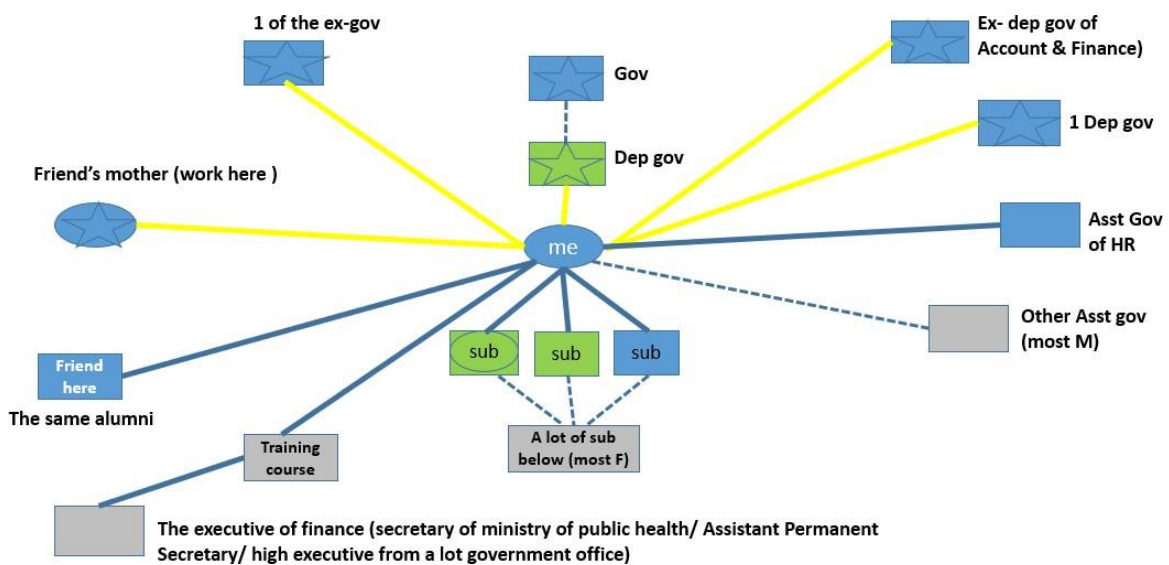 1 of the ex-gov
Ex- dep gov of
Account & Finance)
Gov
1 Dep gov
Dep gov
Friend's mother (work here )
Asst Gov
of HR
me
Other Asst gov
(most M)
sub
sub
sub
Friend
here
The same alumni
A lot of sub
below (most F)
Training
course
The executive of finance (secretary of ministry of public health/ Assistant Permanent
Secretary/ high executive from a lot government office)